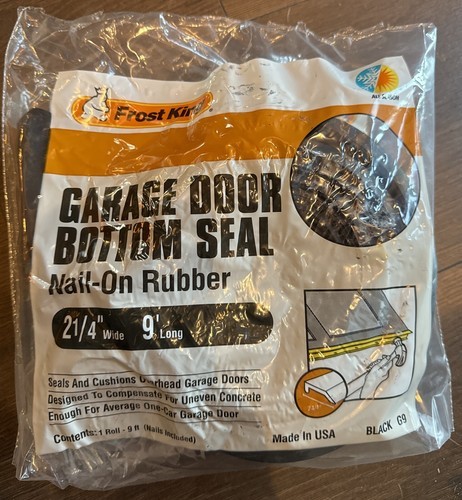 Frost King
ALL SEASON
GARAGE DOOR
BOTTOM SEAL
Nail-On Rubber
2 1/4" Wide 9' Long
Seals And Cushions Overhead Garage Doors
Designed To Compensate For Uneven Concrete
Enough For Average One-Car Garage Door
Contents: 1 Roll - 9 ft (Nails Included)
Made In USA
BLACK G9